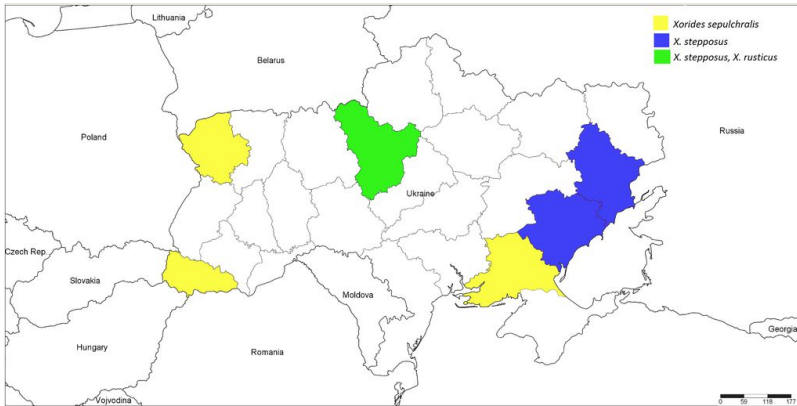 Lithuania
Xorides sepulchralis
X. stepposus
X. stepposus, X. rusticus
Belarus
Poland
Russia
Ukraine
Czech Rep.
Slovakia
Moldova
Georgia
Hungary
Romania
Vojvodina
0 59 118 177